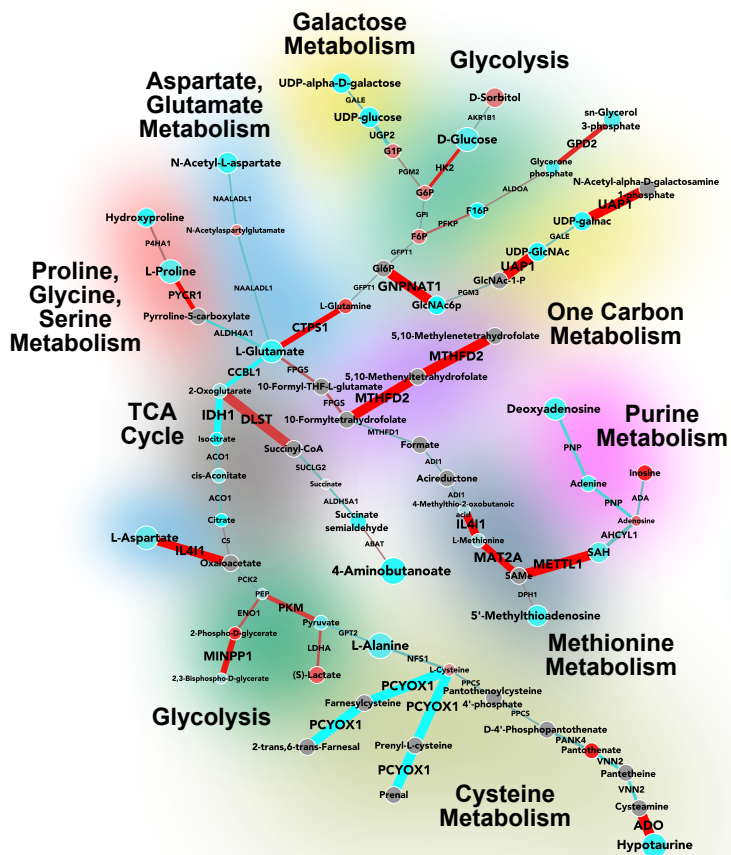 Galactose
Metabolism
Glycolysis
Aspartate,
Glutamate
Metabolism
UDP-alpha-D-galactose
GALE
UDP-glucose
UGP2
G1P
PGM2
D-Sorbitol
AKR1B1
D-Glucose
HK2
G6P
GPI
F6P
PFKP
F16P
ALDOA
sn-Glycerol
3-phosphate
GPD2
Glycerone
phosphate
N-Acetyl-alpha-D-galactosamine
1-phosphate
UAP1
UDP-galnac
GALE
UDP-GlcNAc
UAP1
GlcNAc-1-P
PGM3
GlcNAc6p
GNPNAT1
Gl6P
GFPT1
GFPT1
L-Glutamine
CTPS1
N-Acetyl-L-aspartate
NAALADL1
N-Acetylaspartylglutamate
NAALADL1
Hydroxyproline
P4HA1
L-Proline
PYCR1
Pyrroline-5-carboxylate
ALDH4A1
Proline,
Glycine,
Serine
Metabolism
L-Glutamate
CCBL1
FPGS
10-Formyl-THF-L-glutamate
FPGS
10-Formyltetrahydrofolate
One Carbon
Metabolism
5,10-Methylenetetrahydrofolate
MTHFD2
5,10-Methenyltetrahydrofolate
MTHFD2
MTHFD1
Formate
ADI1
Acireductone
ADI1
4-Methylthio-2-oxobutanoic
acid
IL4I1
L-Methionine
MAT2A
SAMe
METTL1
SAH
AHCYL1
DPH1
5'-Methylthioadenosine
Methionine
Metabolism
Purine
Metabolism
Deoxyadenosine
PNP
Adenine
PNP
Inosine
ADA
Adenosine
TCA
Cycle
2-Oxoglutarate
IDH1
DLST
Isocitrate
ACO1
cis-Aconitate
ACO1
Citrate
CS
Oxaloacetate
IL4I1
L-Aspartate
Succinyl-CoA
SUCLG2
Succinate
ALDH5A1
Succinate
semialdehyde
ABAT
4-Aminobutanoate
PCK2
PEP
ENO1
PKM
2-Phospho-D-glycerate
MINPP1
2,3-Bisphospho-D-glycerate
Pyruvate
LDHA
(S)-Lactate
GPT2
L-Alanine
NFS1
L-Cysteine
Glycolysis
PCYOX1
Farnesylcysteine
PCYOX1
2-trans,6-trans-Farnesal
PCYOX1
Prenyl-L-cysteine
PCYOX1
Prenal
PPCS
Pantothenoylcysteine
4'-phosphate
PPCS
D-4'-Phosphopantothenate
PANK4
Pantothenate
VNN2
Pantetheine
VNN2
Cysteamine
ADO
Hypotaurine
Cysteine
Metabolism